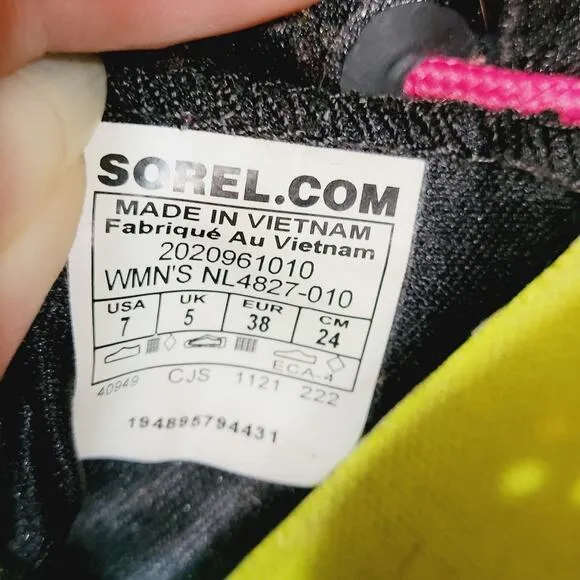 SOREL.COM
MADE IN VIETNAM
Fabriqué Au Vietnam
2020961010
WMN'S NL4827-010
USA UK EUR CM
7 5 38 24
ECA-4
40949 CJS 1121 222
194895794431